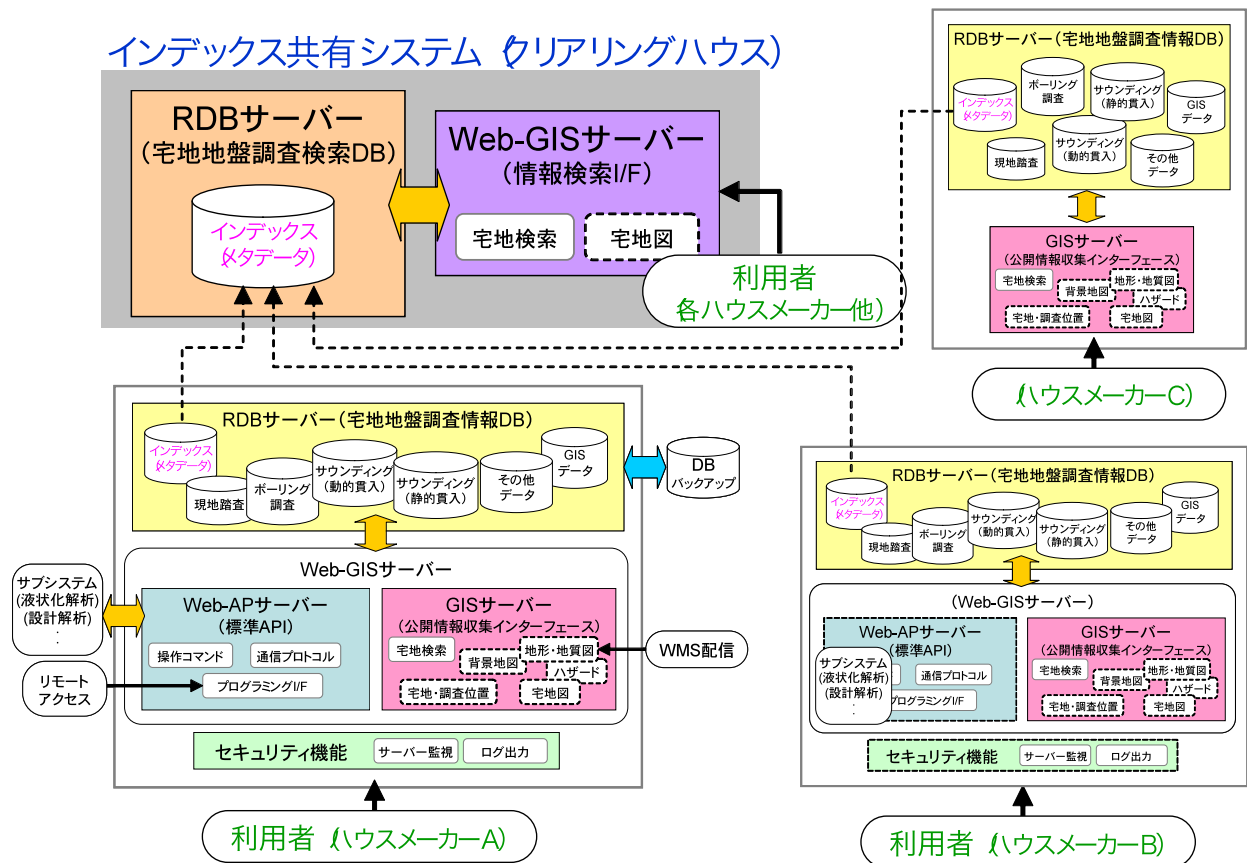 インデックス共有システム（クリアリングハウス）
RDBサーバー
（宅地地盤調査検索DB）
インデックス
（メタデータ）
Web-GISサーバー
（情報検索I/F）
宅地検索
宅地図
利用者
各ハウスメーカー他）
RDBサーバー（宅地地盤調査情報DB）
インデックス
（メタデータ）
ボーリング
調査
サウンディング
（静的貫入）
GIS
データ
現地踏査
サウンディング
（動的貫入）
その他
データ
GISサーバー
（公開情報収集インターフェース）
宅地検索
背景地図
地形・地質図
ハザード
宅地・調査位置
宅地図
（ハウスメーカーC）
RDBサーバー（宅地地盤調査情報DB）
インデックス
（メタデータ）
現地踏査
ボーリング
調査
サウンディング
（動的貫入）
サウンディング
（静的貫入）
その他
データ
GIS
データ
DB
バックアップ
Web-GISサーバー
サブシステム
（液状化解析）
（設計解析）
：
Web-APサーバー
（標準API）
操作コマンド
通信プロトコル
プログラミングI/F
リモート
アクセス
GISサーバー
（公開情報収集インターフェース）
宅地検索
背景地図
地形・地質図
ハザード
宅地・調査位置
宅地図
WMS配信
セキュリティ機能
サーバー監視
ログ出力
利用者（ハウスメーカーA）
RDBサーバー（宅地地盤調査情報DB）
インデックス
（メタデータ）
現地踏査
ボーリング
調査
サウンディング
（動的貫入）
サウンディング
（静的貫入）
その他
データ
GIS
データ
（Web-GISサーバー）
Web-APサーバー
（標準API）
サブシステム
（液状化解析）
（設計解析）
：
通信プロトコル
プログラミングI/F
GISサーバー
（公開情報収集インターフェース）
宅地検索
背景地図
地形・地質図
ハザード
宅地・調査位置
宅地図
セキュリティ機能
サーバー監視
ログ出力
利用者（ハウスメーカーB）